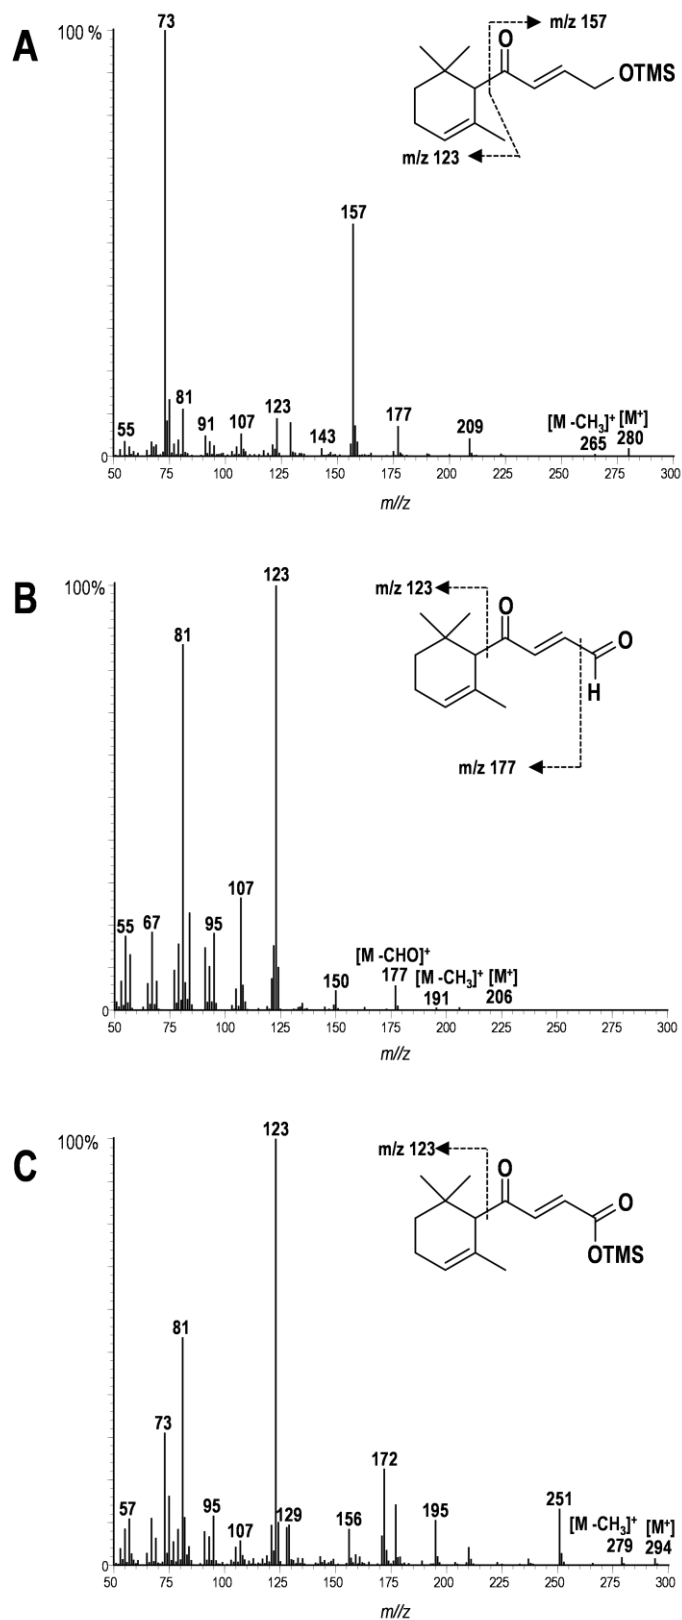 A
100 %
73
O
m/z 157
OTMS
m/z 123
157
81
123
177
55
91
107
143
209
[M -CH₃]⁺ [M⁺]
265 280
0
50 75 100 125 150 175 200 225 250 275 300
m//z
B
100%
123
m/z 123
O
O
H
81
m/z 177
107
55 67 95
[M -CHO]⁺
177 [M -CH₃]⁺ [M⁺]
150 191 206
0
50 75 100 125 150 175 200 225 250 275 300
m//z
C
100%
123
m/z 123
O
O
OTMS
81
73
172
57 95 129 156 195 251
107
[M -CH₃]⁺ [M⁺]
279 294
0
50 75 100 125 150 175 200 225 250 275 300
m//z